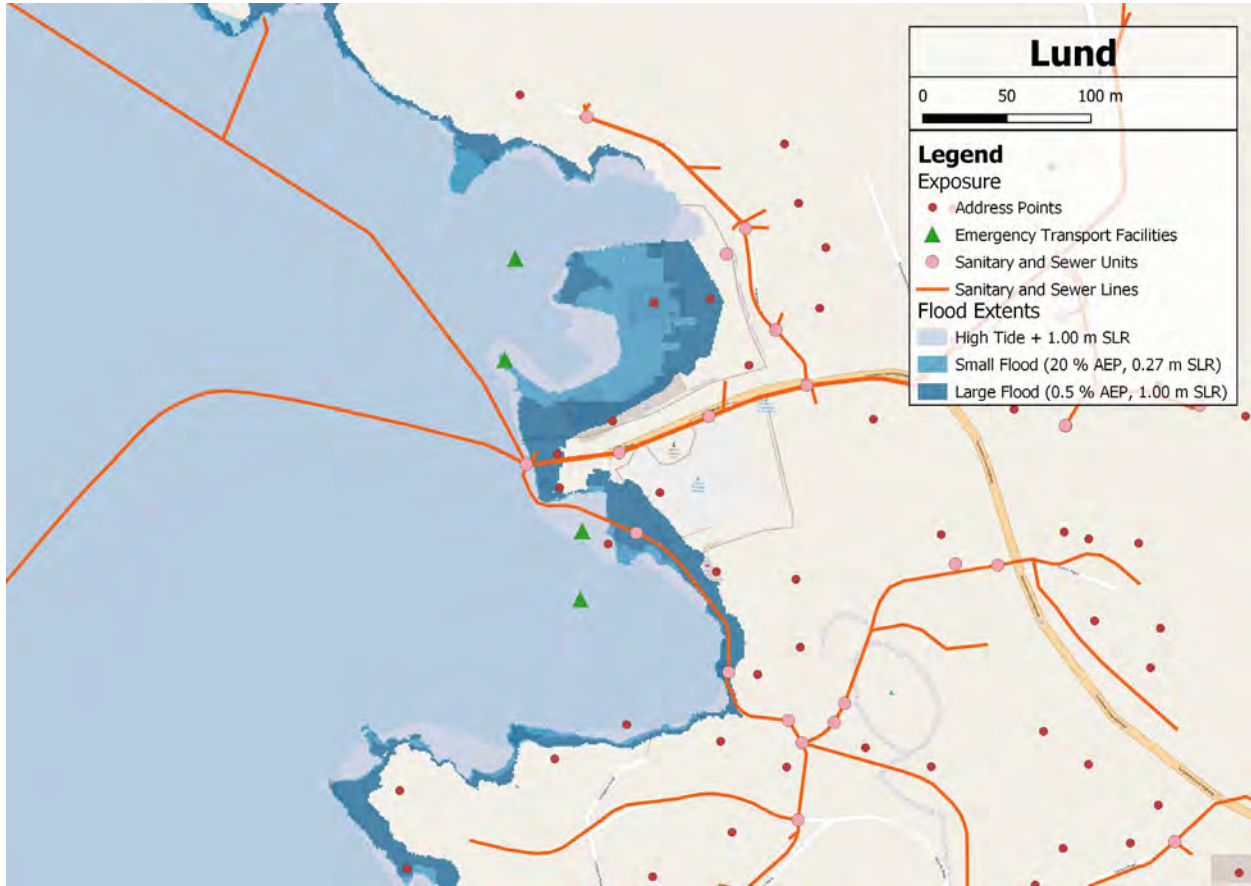 Lund
0 50 100 m
Legend
Exposure
Address Points
Emergency Transport Facilities
Sanitary and Sewer Units
Sanitary and Sewer Lines
Flood Extents
High Tide + 1.00 m SLR
Small Flood (20 % AEP, 0.27 m SLR)
Large Flood (0.5 % AEP, 1.00 m SLR)